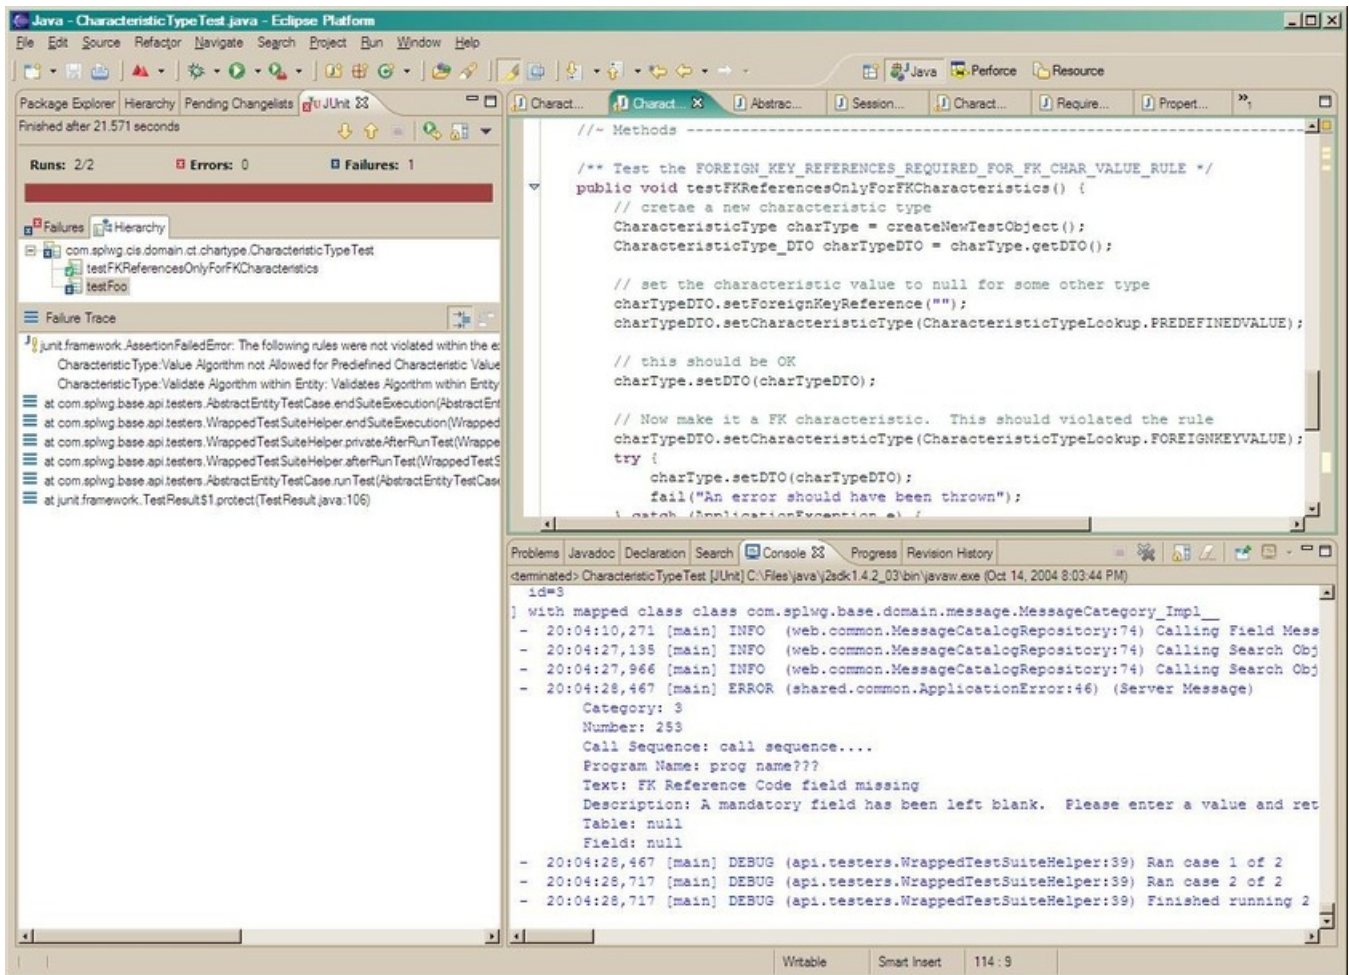 Java - CharacteristicTypeTest.java - Eclipse Platform
File Edit Source Refactor Navigate Search Project Run Window Help
Java Perforce Resource
Package Explorer Hierarchy Pending Changelists JUnit
Finished after 21.571 seconds
Runs: 2/2 Errors: 0 Failures: 1
Failures Hierarchy
com.splwg.cis.domain.ct.chartype.CharacteristicTypeTest
testFKReferencesOnlyForFKCharacteristics
testFoo
Failure Trace
junit.framework.AssertionFailedError: The following rules were not violated within the e
CharacteristicType:Value Algorithm not Allowed for Predefined Characteristic Value
CharacteristicType:Validate Algorithm within Entity: Validates Algorithm within Entity
at com.splwg.base.api.testers.AbstractEntityTestCase.endSuiteExecution(AbstractEnt
at com.splwg.base.api.testers.WrappedTestSuiteHelper.endSuiteExecution(Wrapped
at com.splwg.base.api.testers.WrappedTestSuiteHelper.privateAfterRunTest(Wrappe
at com.splwg.base.api.testers.WrappedTestSuiteHelper.afterRunTest(WrappedTestS
at com.splwg.base.api.testers.AbstractEntityTestCase.runTest(AbstractEntityTestCase
at junit.framework.TestResult$1.protect(TestResult.java:106)
Charact... Charact... Abstrac... Session... Charact... Require... Propert... »1
//~ Methods ------------------------------------------------------------
/** Test the FOREIGN_KEY_REFERENCES_REQUIRED_FOR_FK_CHAR_VALUE_RULE */
public void testFKReferencesOnlyForFKCharacteristics() {
// cretae a new characteristic type
CharacteristicType charType = createNewTestObject();
CharacteristicType_DTO charTypeDTO = charType.getDTO();
// set the characteristic value to null for some other type
charTypeDTO.setForeignKeyReference("");
charTypeDTO.setCharacteristicType(CharacteristicTypeLookup.PREDEFINEDVALUE);
// this should be OK
charType.setDTO(charTypeDTO);
// Now make it a FK characteristic.  This should violated the rule
charTypeDTO.setCharacteristicType(CharacteristicTypeLookup.FOREIGNKEYVALUE);
try {
charType.setDTO(charTypeDTO);
fail("An error should have been thrown");
} catch (ApplicationException e) {
Problems Javadoc Declaration Search Console Progress Revision History
<terminated> CharacteristicTypeTest [JUnit] C:\Files\java\j2sdk1.4.2_03\bin\javaw.exe (Oct 14, 2004 8:03:44 PM)
id=3
] with mapped class class com.splwg.base.domain.message.MessageCategory_Impl__
- 20:04:10,271 [main] INFO (web.common.MessageCatalogRepository:74) Calling Field Mess
- 20:04:27,135 [main] INFO (web.common.MessageCatalogRepository:74) Calling Search Obj
- 20:04:27,966 [main] INFO (web.common.MessageCatalogRepository:74) Calling Search Obj
- 20:04:28,467 [main] ERROR (shared.common.ApplicationError:46) (Server Message)
Category: 3
Number: 253
Call Sequence: call sequence....
Program Name: prog name???
Text: FK Reference Code field missing
Description: A mandatory field has been left blank.  Please enter a value and ret
Table: null
Field: null
- 20:04:28,467 [main] DEBUG (api.testers.WrappedTestSuiteHelper:39) Ran case 1 of 2
- 20:04:28,717 [main] DEBUG (api.testers.WrappedTestSuiteHelper:39) Ran case 2 of 2
- 20:04:28,717 [main] DEBUG (api.testers.WrappedTestSuiteHelper:39) Finished running 2
Writable Smart Insert 114 : 9